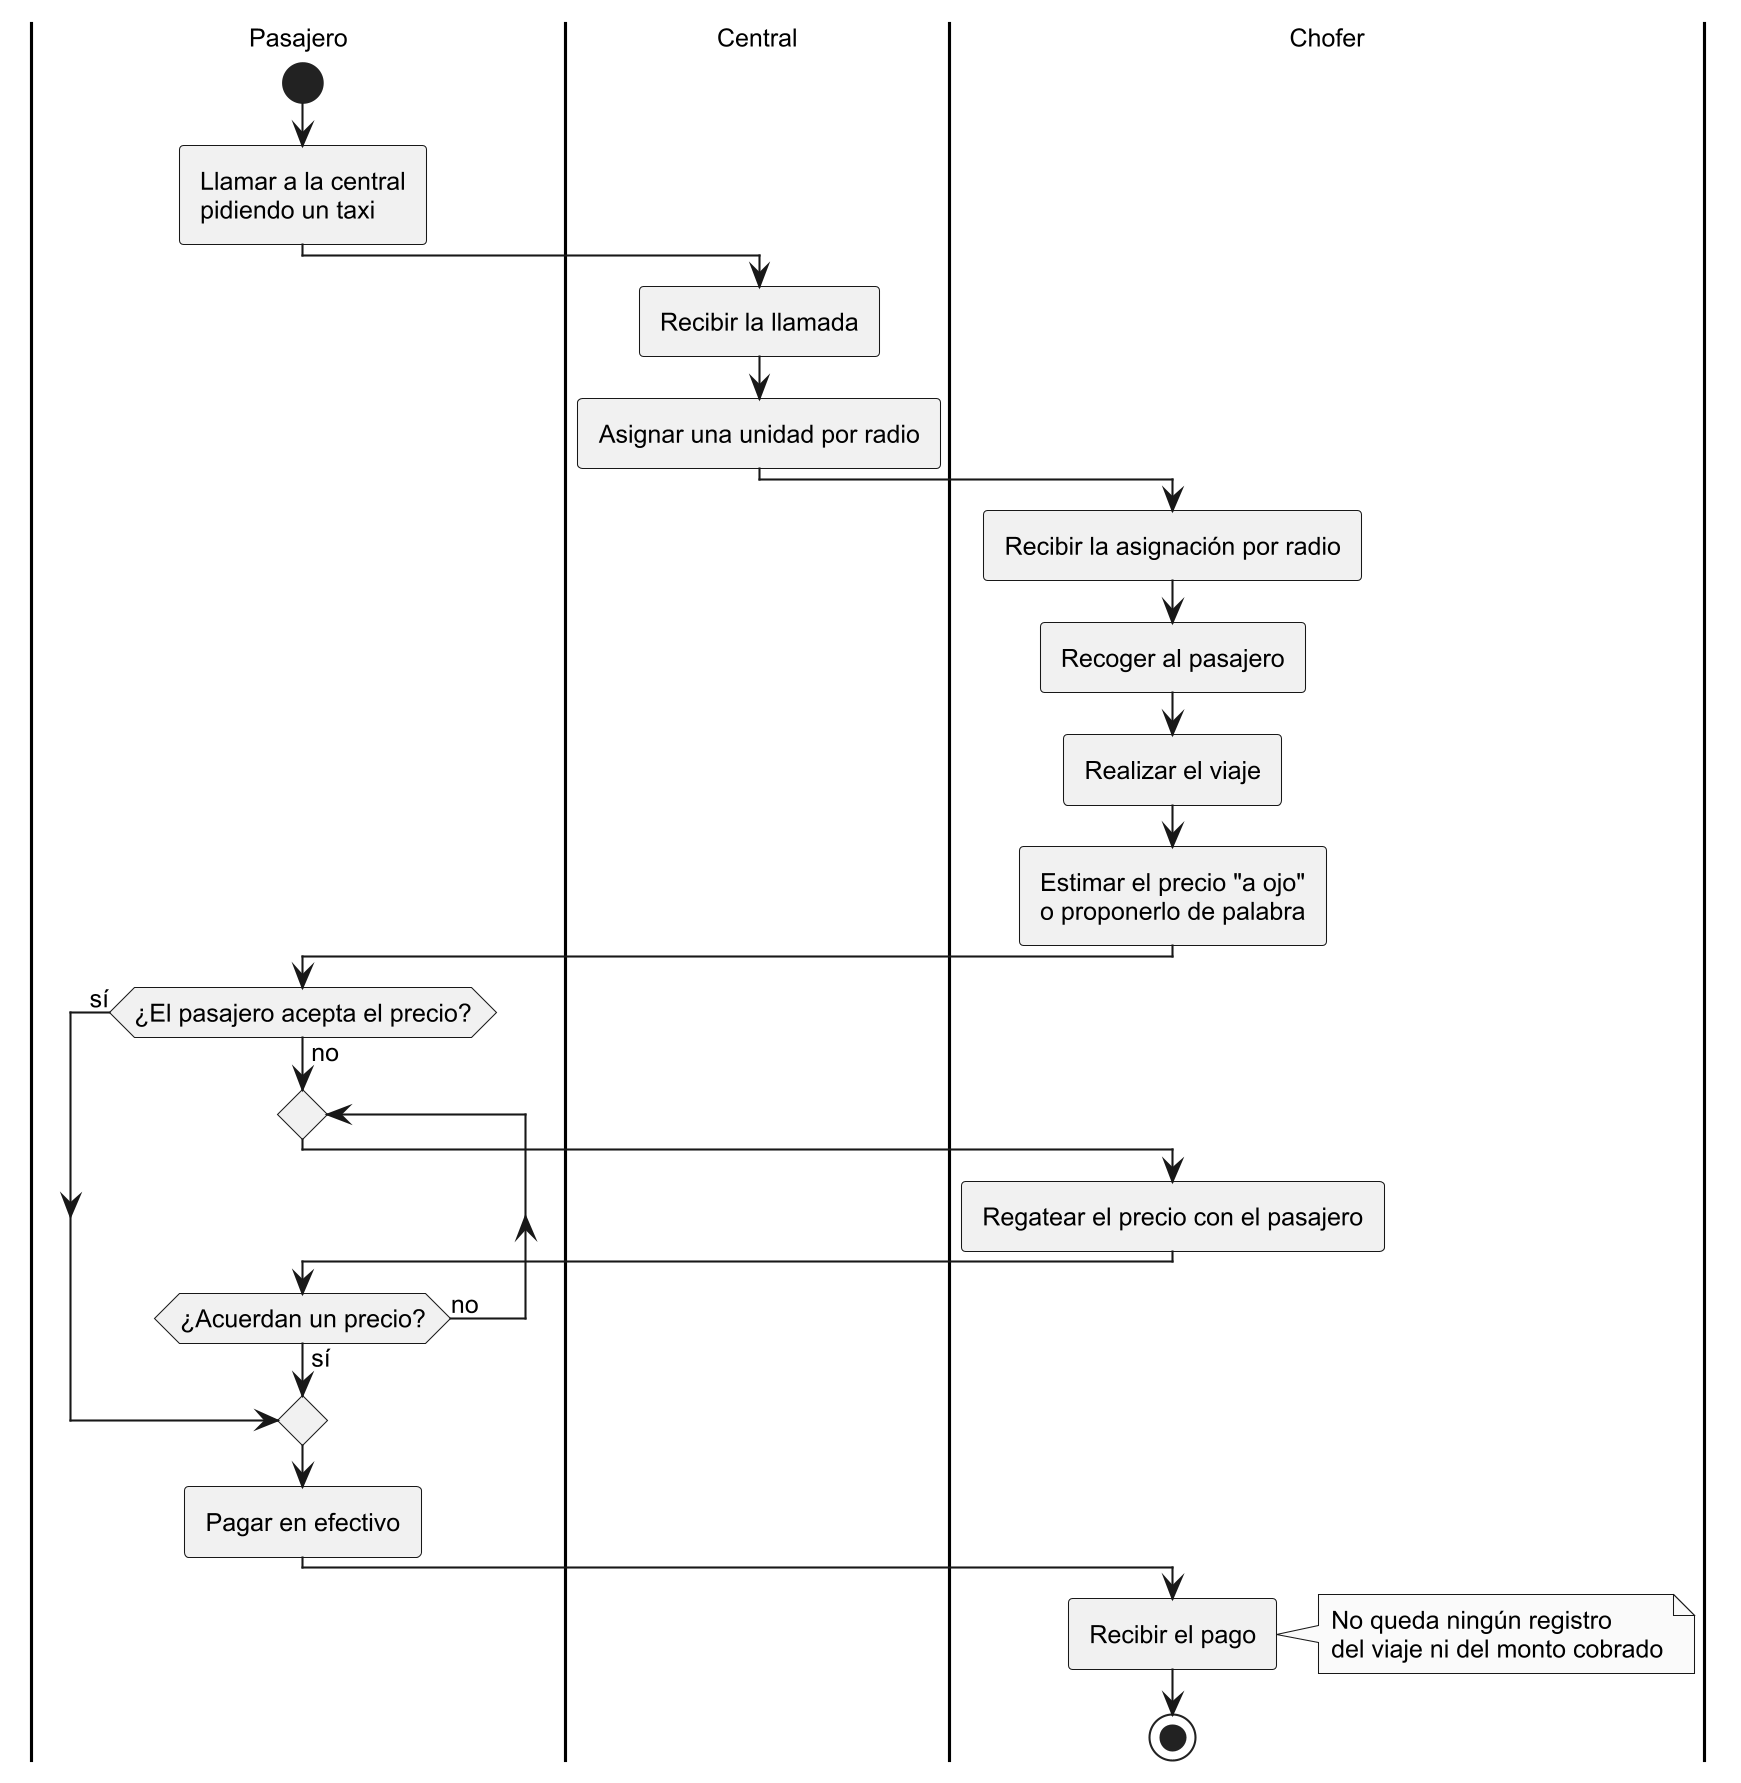 Pasajero
Central
Chofer
Llamar a la central
pidiendo un taxi
Recibir la llamada
Asignar una unidad por radio
Recibir la asignación por radio
Recoger al pasajero
Realizar el viaje
Estimar el precio "a ojo"
o proponerlo de palabra
sí
¿El pasajero acepta el precio?
no
Regatear el precio con el pasajero
¿Acuerdan un precio?
no
sí
Pagar en efectivo
Recibir el pago
No queda ningún registro
del viaje ni del monto cobrado